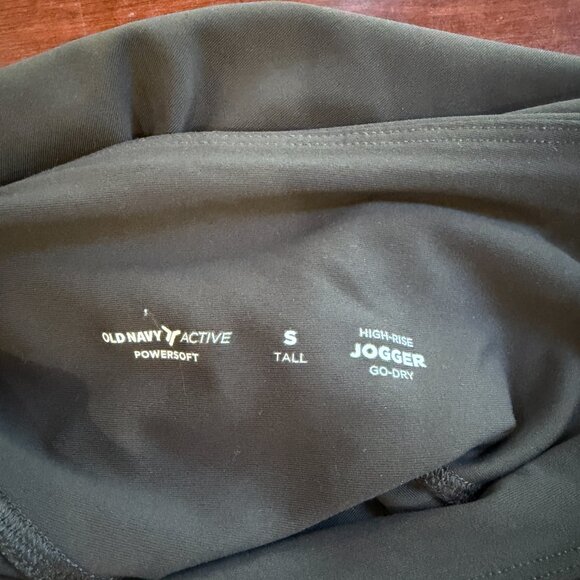 OLD NAVY ACTIVE
POWERSOFT
S
TALL
HIGH-RISE
JOGGER
GO-DRY